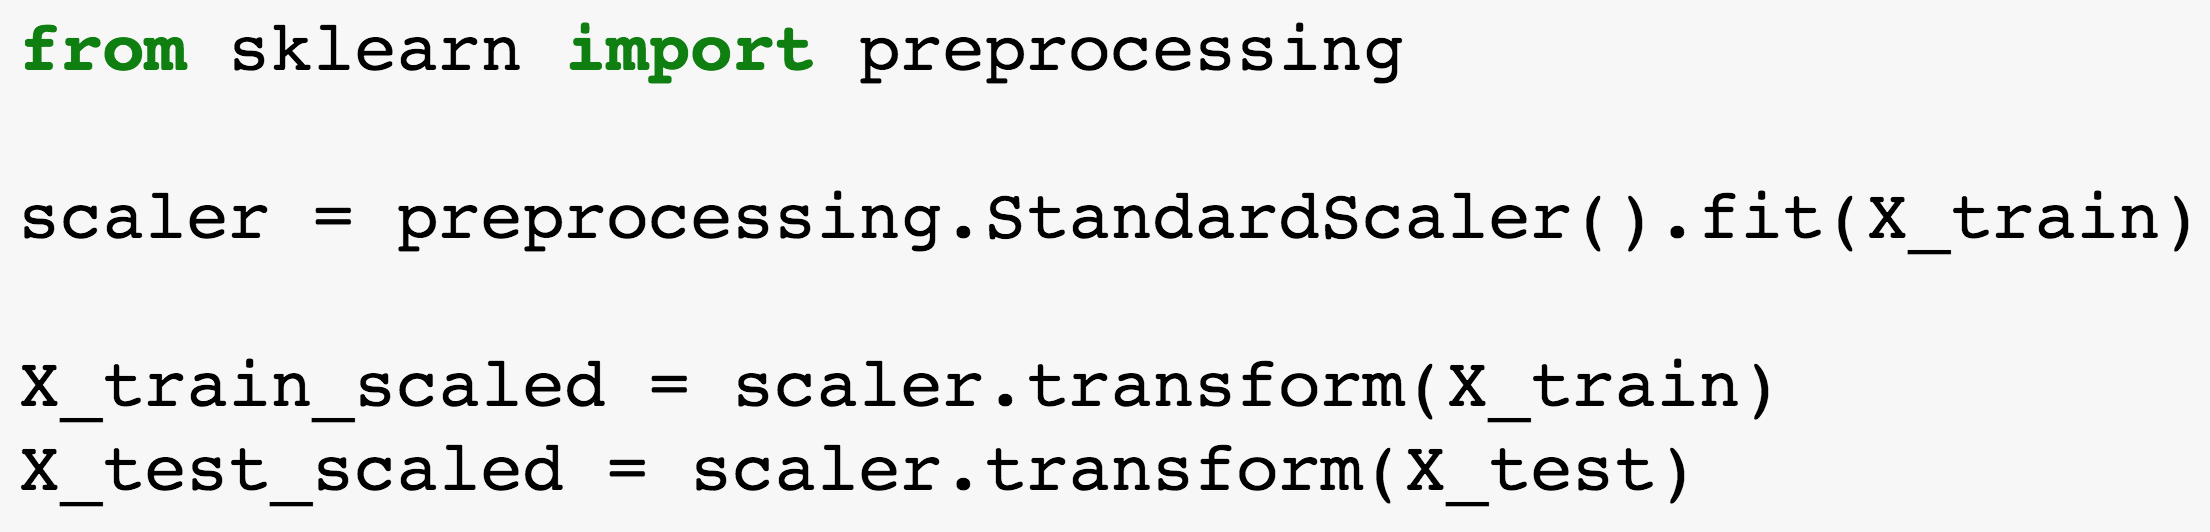 from sklearn import preprocessing
scaler = preprocessing.StandardScaler().fit(X_train)
X_train_scaled = scaler.transform(X_train)
X_test_scaled = scaler.transform(X_test)